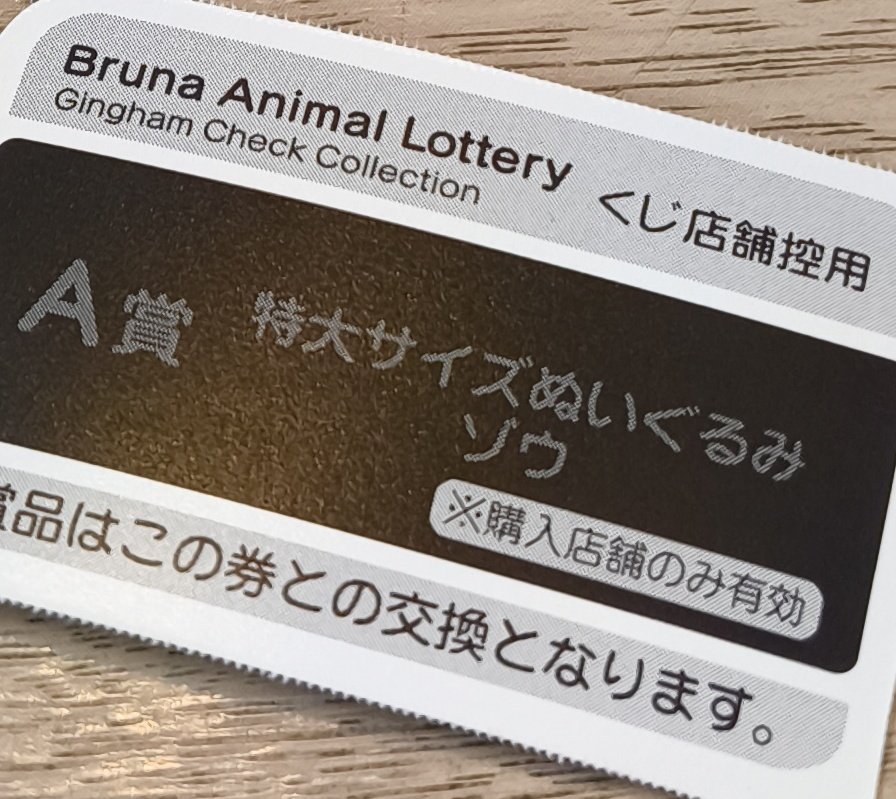 Bruna Animal Lottery
Gingham Check Collection
くじ店舗控用
A賞 特大サイズぬいぐるみ
ゾウ
※購入店舗のみ有効
賞品はこの券との交換となります。